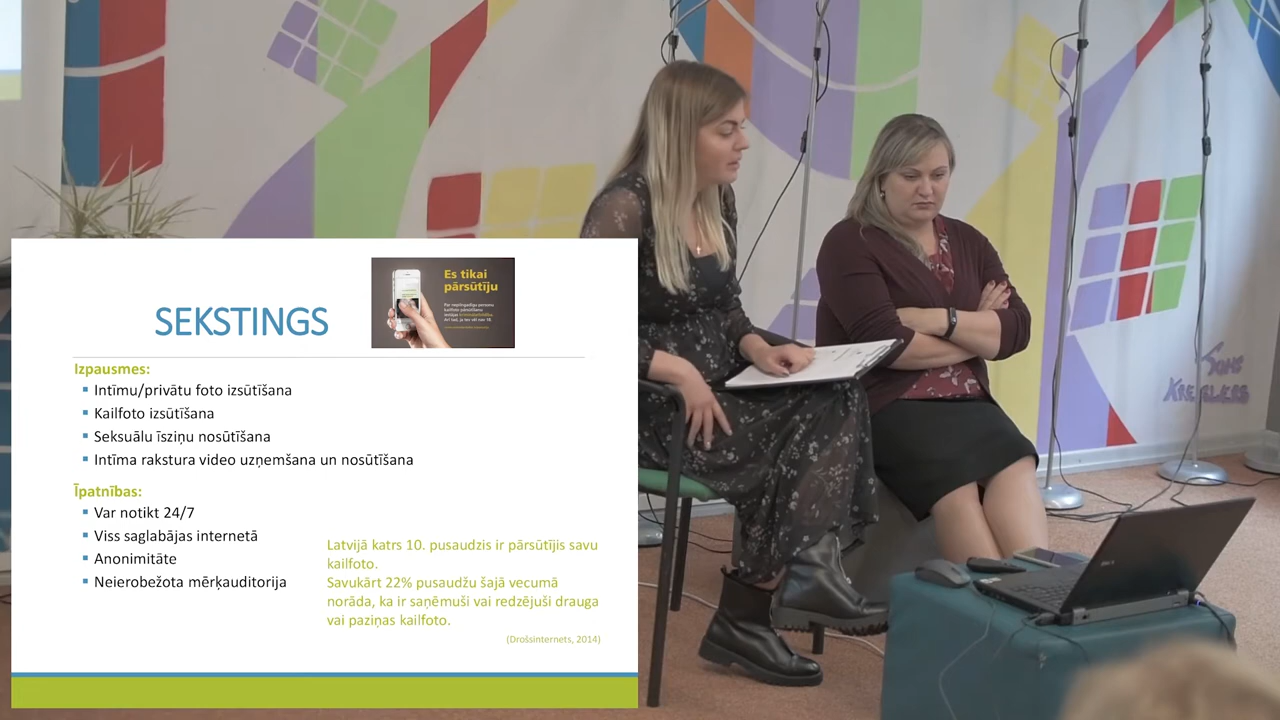 SEKSTINGS
Es tikai
pārsūtīju
Izpausmes:
Intīmu/privātu foto izsūtīšana
Kailfoto izsūtīšana
Seksuālu īsziņu nosūtīšana
Intīma rakstura video uzņemšana un nosūtīšana
Īpatnības:
Var notikt 24/7
Viss saglabājas internetā
Anonimitāte
Neierobežota mērķauditorija
Latvijā katrs 10. pusaudzis ir pārsūtījis savu
kailfoto.
Savukārt 22% pusaudžu šajā vecumā
norāda, ka ir saņēmuši vai redzējuši drauga
vai paziņas kailfoto.
(Drošsinternets, 2014)